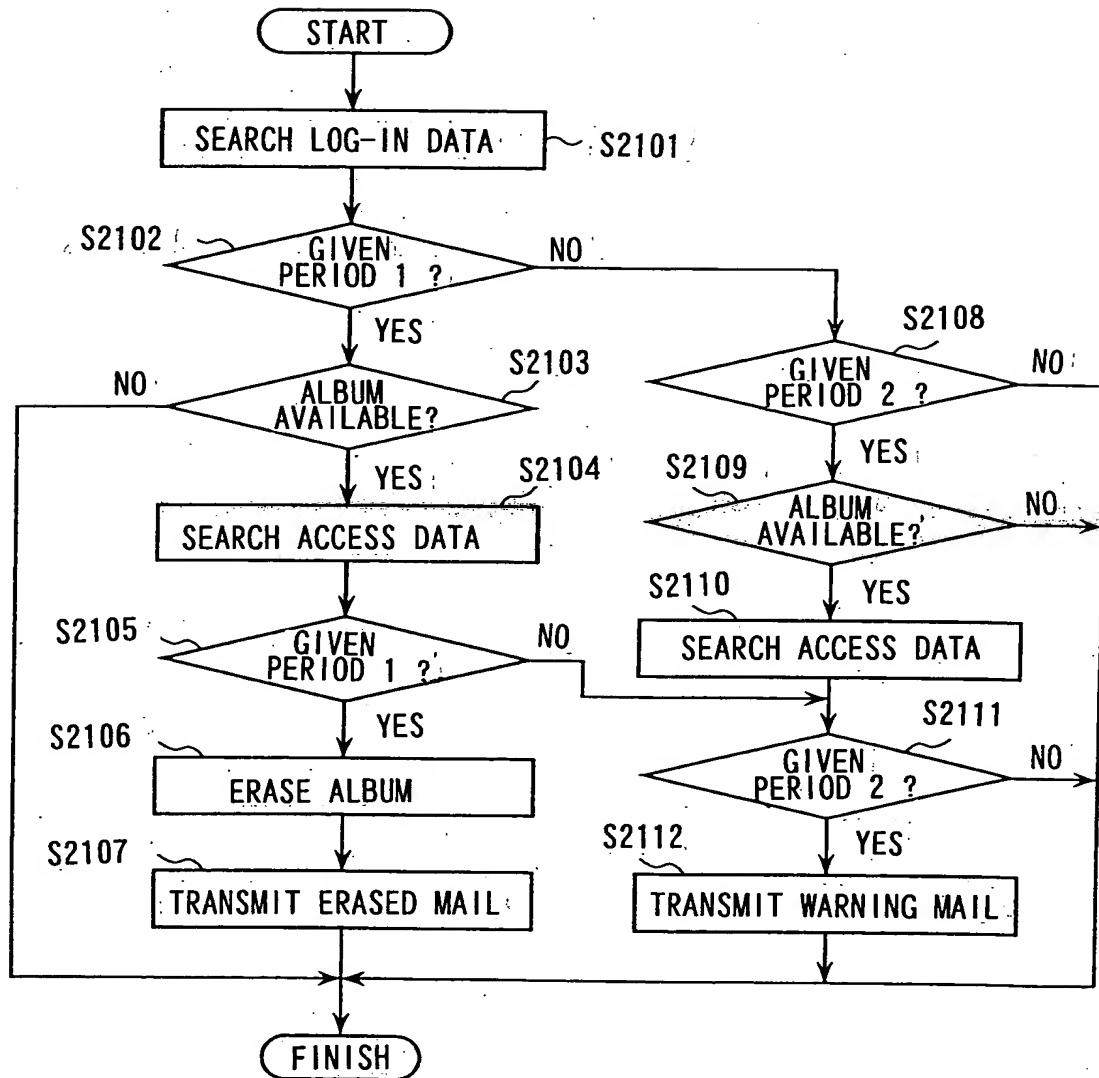 START
SEARCH LOG-IN DATA
S2101
S2102
GIVEN
PERIOD 1 ?
NO
YES
S2103
NO
ALBUM
AVAILABLE?
YES
S2104
SEARCH ACCESS DATA
S2105
GIVEN
PERIOD 1 ?
NO
YES
S2106
ERASE ALBUM
S2107
TRANSMIT ERASED MAIL
S2108
GIVEN
PERIOD 2 ?
NO
YES
S2109
ALBUM
AVAILABLE?
NO
YES
S2110
SEARCH ACCESS DATA
S2111
GIVEN
PERIOD 2 ?
NO
YES
S2112
TRANSMIT WARNING MAIL
FINISH